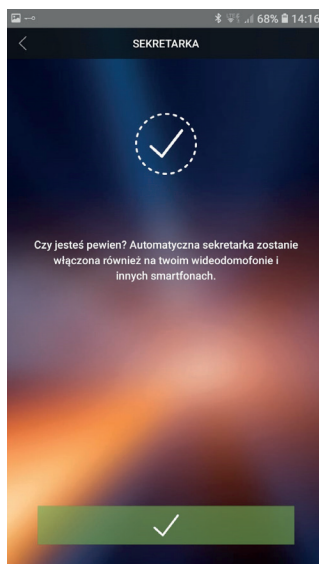 68% 14:16
SEKRETARKA
Czy jesteś pewien? Automatyczna sekretarka zostanie
włączona również na twoim wideodomofonie i
innych smartfonach.